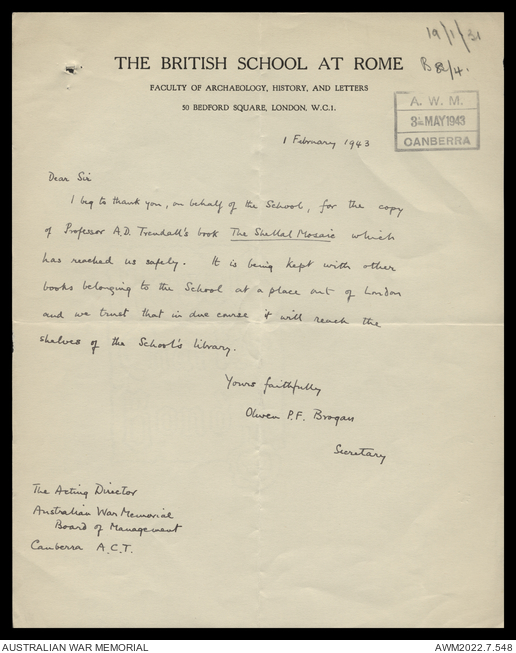 19/1/31
B 82/4.
THE BRITISH SCHOOL AT ROME
FACULTY OF ARCHAEOLOGY, HISTORY, AND LETTERS
50 BEDFORD SQUARE, LONDON, W.C.1.
A. W. M.
MAY 1943
CANBERRA
1 February 1943
Dear Sir
I beg to thank you, on behalf of the School, for the copy
of Professor A.D. Trendall's book The Shellal Mosaic which
has reached us safely. It is being kept with other
books belonging to the School at a place out of London
and we trust that in due course it will reach the
shelves of the School's library.
Yours faithfully
Olwen P.F. Brogan
Secretary
The Acting Director
Australian War Memorial
Board of Management
Canberra A.C.T.
AUSTRALIAN WAR MEMORIAL
AWM2022.7.548